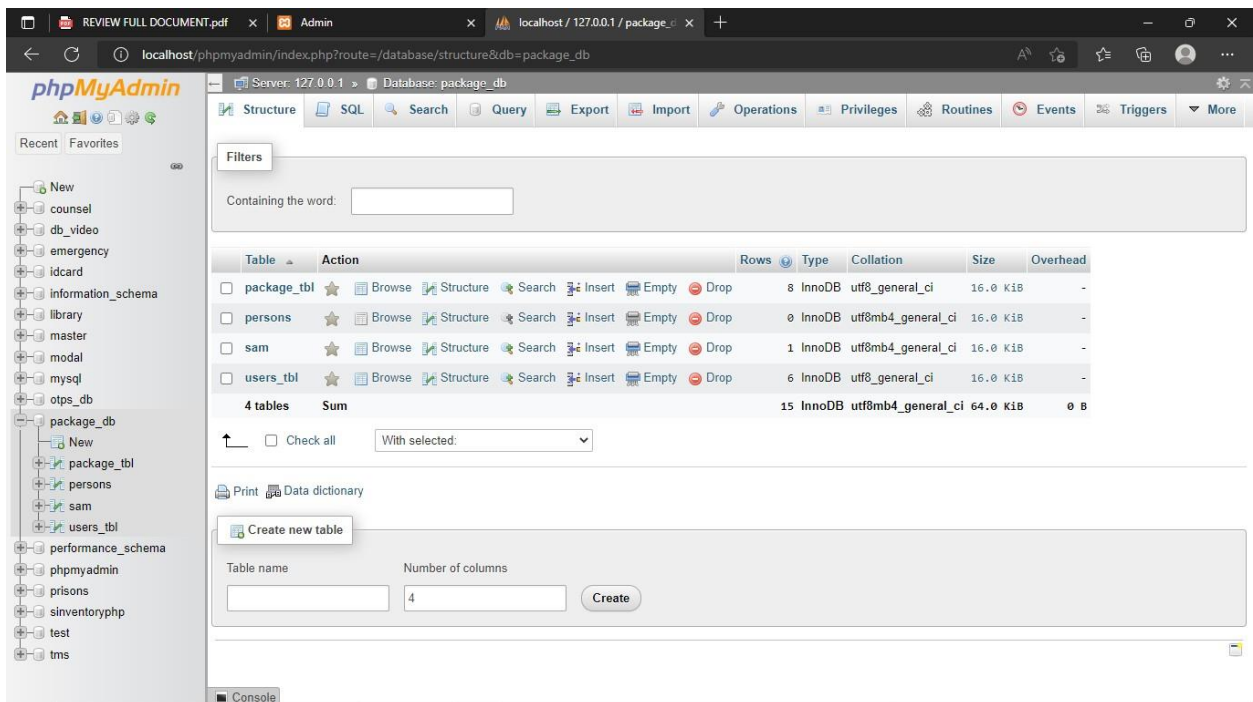 REVIEW FULL DOCUMENT.pdf
Admin
localhost / 127.0.0.1 / package_d
localhost/phpmyadmin/index.php?route=/database/structure&db=package_db
phpMyAdmin
Recent Favorites
New
counsel
db_video
emergency
idcard
information_schema
library
master
modal
mysql
otps_db
package_db
New
package_tbl
persons
sam
users_tbl
performance_schema
phpmyadmin
prisons
sinventoryphp
test
tms
Server: 127.0.0.1 » Database: package_db
Structure SQL Search Query Export Import Operations Privileges Routines Events Triggers More
Filters
Containing the word:
Table Action Rows Type Collation Size Overhead
package_tbl Browse Structure Search Insert Empty Drop 8 InnoDB utf8_general_ci 16.0 KiB -
persons Browse Structure Search Insert Empty Drop 0 InnoDB utf8mb4_general_ci 16.0 KiB -
sam Browse Structure Search Insert Empty Drop 1 InnoDB utf8mb4_general_ci 16.0 KiB -
users_tbl Browse Structure Search Insert Empty Drop 6 InnoDB utf8_general_ci 16.0 KiB -
4 tables Sum 15 InnoDB utf8mb4_general_ci 64.0 KiB 0 B
Check all With selected:
Print Data dictionary
Create new table
Table name Number of columns
4 Create
Console